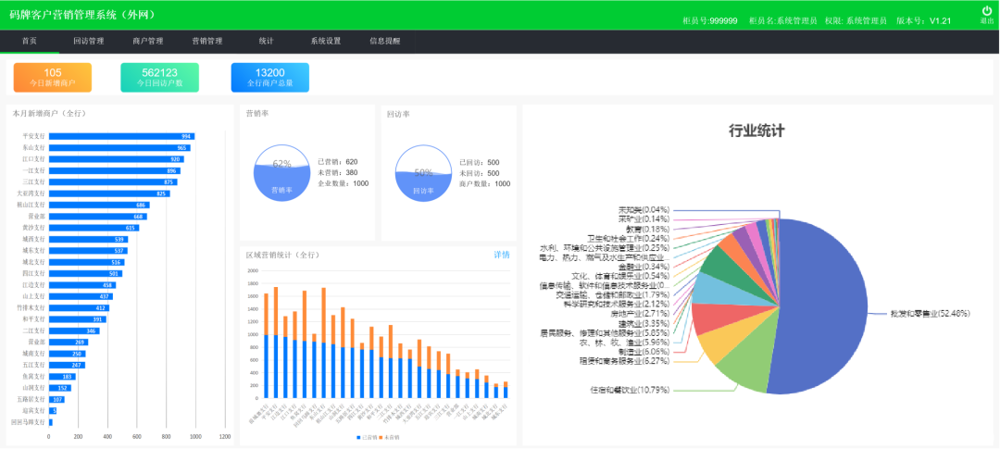 码牌客户营销管理系统（外网）
柜员号:999999 柜员名:系统管理员 权限: 系统管理员 版本号: V1.21
退出
首页 回访管理 商户管理 营销管理 统计 系统设置 信息提醒
105
今日新增商户
562123
今日回访户数
13200
全行商户总量
本月新增商户（全行）
平安支行 994
东山支行 965
江口支行 920
一江支行 896
三江支行 875
大亚湾支行 825
板山江支行 686
营业部 668
黄沙支行 615
城西支行 539
城东支行 537
城北支行 516
四江支行 501
江边支行 458
山上支行 437
竹排水支行 412
和平支行 391
二江支行 346
营业部 269
城南支行 250
五江支行 247
鱼窝支行 183
山洞支行 152
五路居支行 107
迎宾支行 5
回回马路支行
0 200 400 600 800 1000 1200
营销率
62%
营销率
已营销: 620
未营销: 380
企业数量: 1000
回访率
50%
回访率
已回访: 500
未回访: 500
商户数量: 1000
区域营销统计（全行） 详情
2000
1800
1600
1400
1200
1000
800
600
400
200
0
已营销 未营销
行业统计
未知类(0.04%)
采矿业(0.14%)
教育(0.18%)
卫生和社会工作(0.24%)
水利、环境和公共设施管理业(0.25%)
电力、热力、燃气及水生产和供应业...
金融业(0.34%)
文化、体育和娱乐业(0.54%)
信息传输、软件和信息技术服务业(0...
交通运输、仓储和邮政业(1.79%)
科学研究和技术服务业(2.12%)
房地产业(2.71%)
建筑业(3.35%)
居民服务、修理和其他服务业(5.85%)
农、林、牧、渔业(5.96%)
制造业(6.06%)
租赁和商务服务业(6.27%)
住宿和餐饮业(10.79%)
批发和零售业(52.48%)